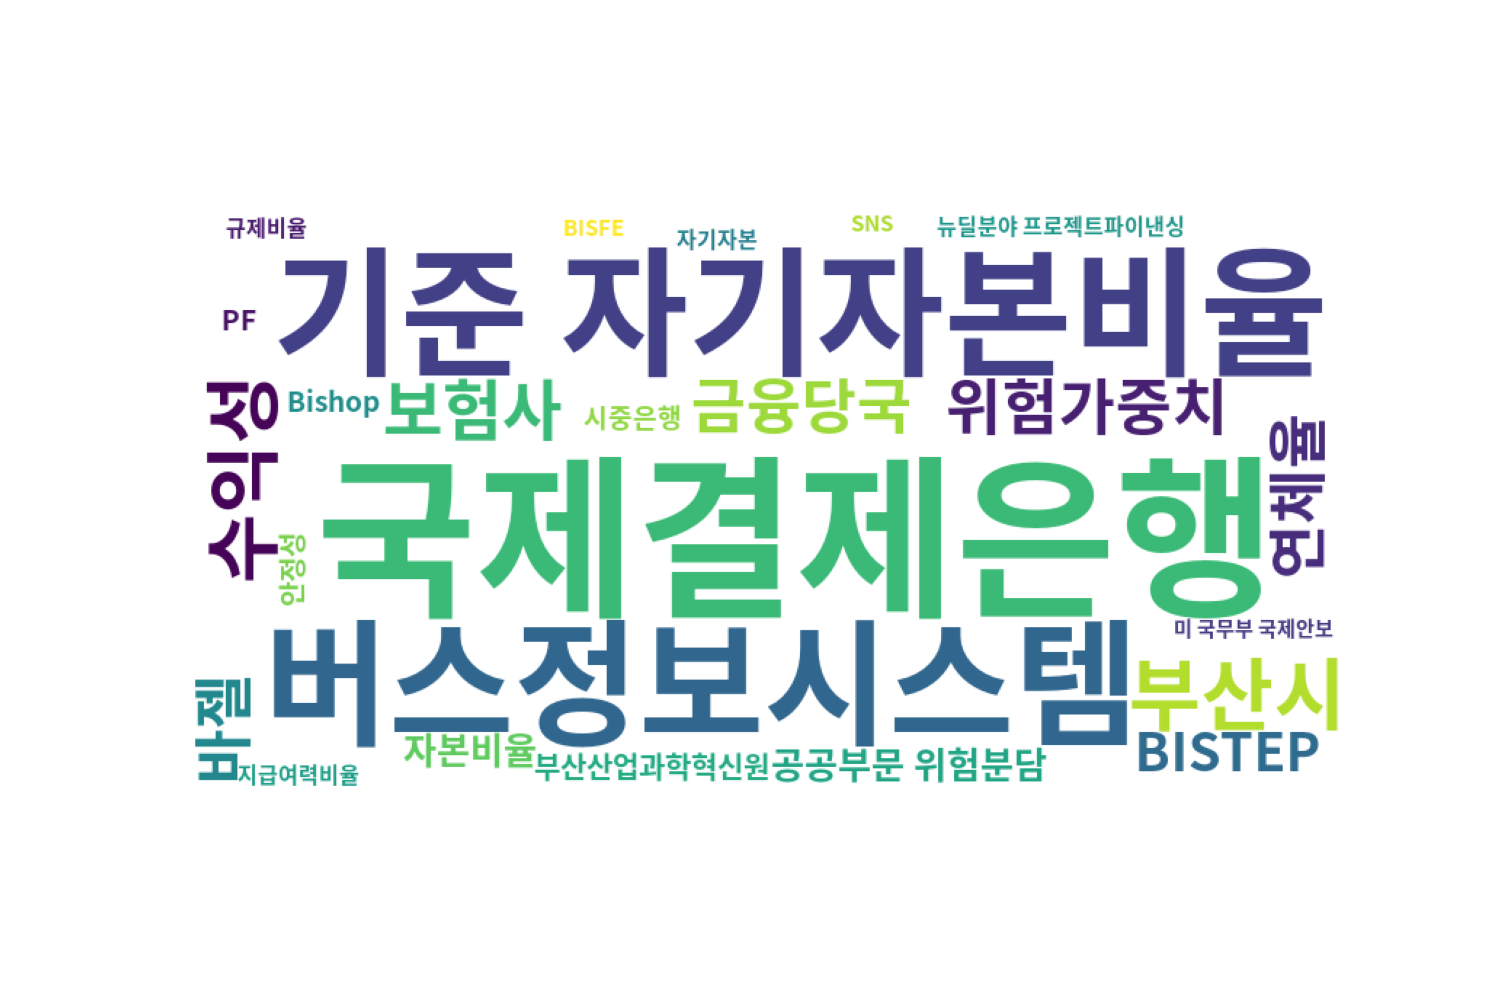 규제비율
BISFE
자기자본
SNS
뉴딜분야 프로젝트파이낸싱
기준 자기자본비율
PF
수익성
Bishop
보험사
시중은행
금융당국
위험가중치
연체율
국제결제은행
안정성
버스정보시스템
미 국무부 국제안보
부산시
바젤
지급여력비율
자본비율
부산산업과학혁신원
공공부문 위험분담
BISTEP